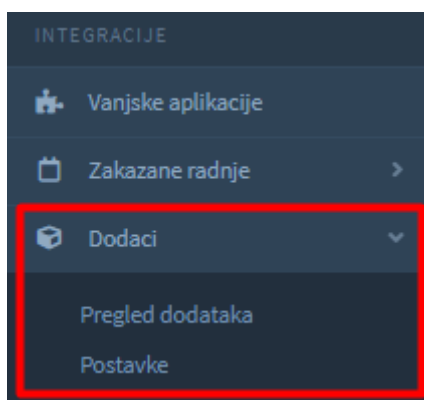 INTEGRACIJE
Vanjske aplikacije
Zakazane radnje
Dodaci
Pregled dodataka
Postavke